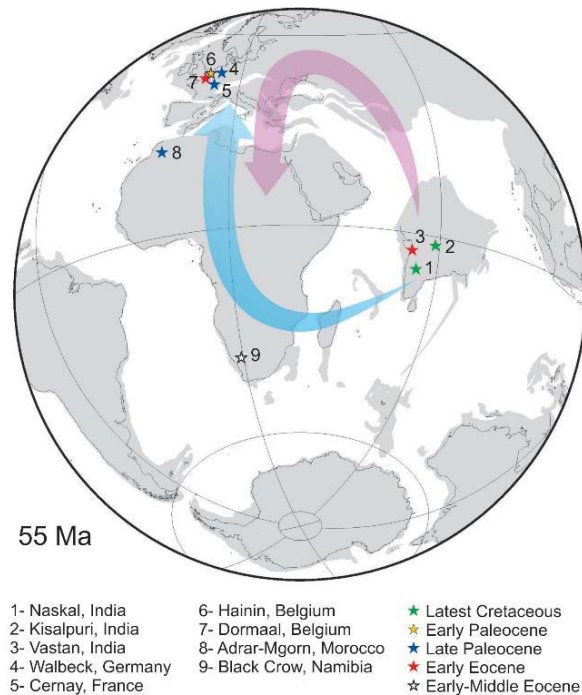 6
4
7
5
8
3
2
1
9
55 Ma
1- Naskal, India
2- Kisalpuri, India
3- Vastan, India
4- Walbeck, Germany
5- Cernay, France
6- Hainin, Belgium
7- Dormaal, Belgium
8- Adrar-Mgorn, Morocco
9- Black Crow, Namibia
Latest Cretaceous
Early Paleocene
Late Paleocene
Early Eocene
Early-Middle Eocene